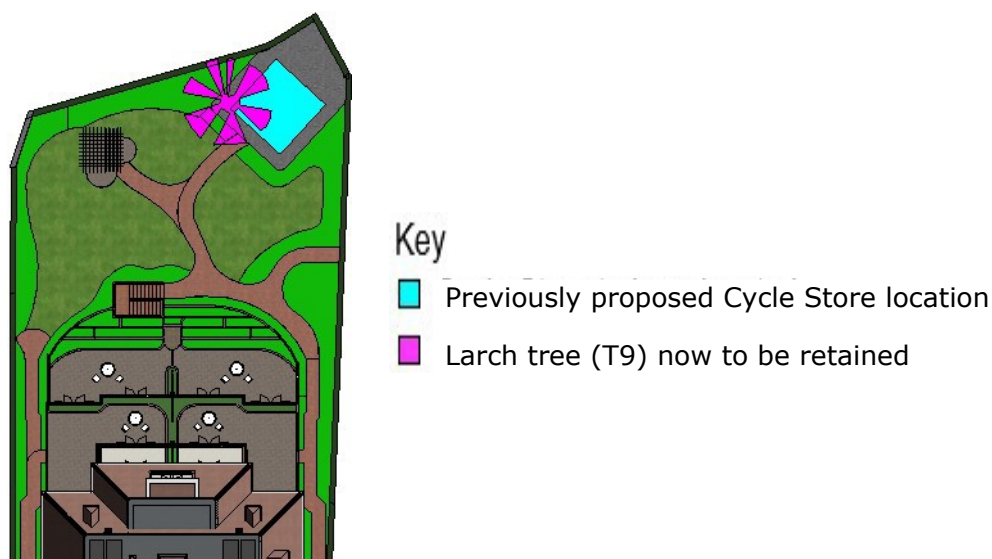 Key
Previously proposed Cycle Store location
Larch tree (T9) now to be retained